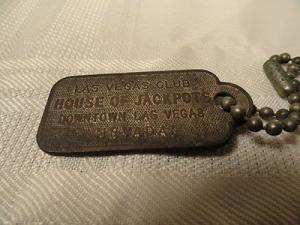 LAS VEGAS CLUB
HOUSE OF JACKPOTS
DOWNTOWN LAS VEGAS
NEVADA